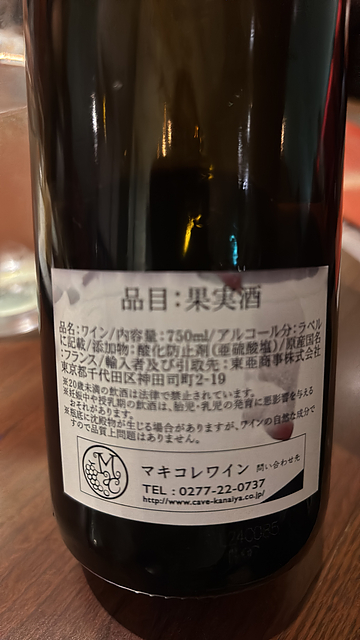 品目：果実酒
品名：ワイン/内容量：750ml/アルコール分：ラベル
に記載/添加物：酸化防止剤(亜硫酸塩)/原産国名
：フランス/輸入者及び引取先：東亜商事株式会社
東京都千代田区神田司町2-19
※20歳未満の飲酒は法律で禁止されています。
※妊娠中や授乳期の飲酒は、胎児・乳児の発育に悪影響を与える
おそれがあります。
※瓶底に沈殿物が生じる場合がありますが、ワインの自然な成分で
すので品質上問題はありません。
マキコレワイン 問い合わせ先
TEL：0277-22-0737
http://www.cave-kanaiya.co.jp/